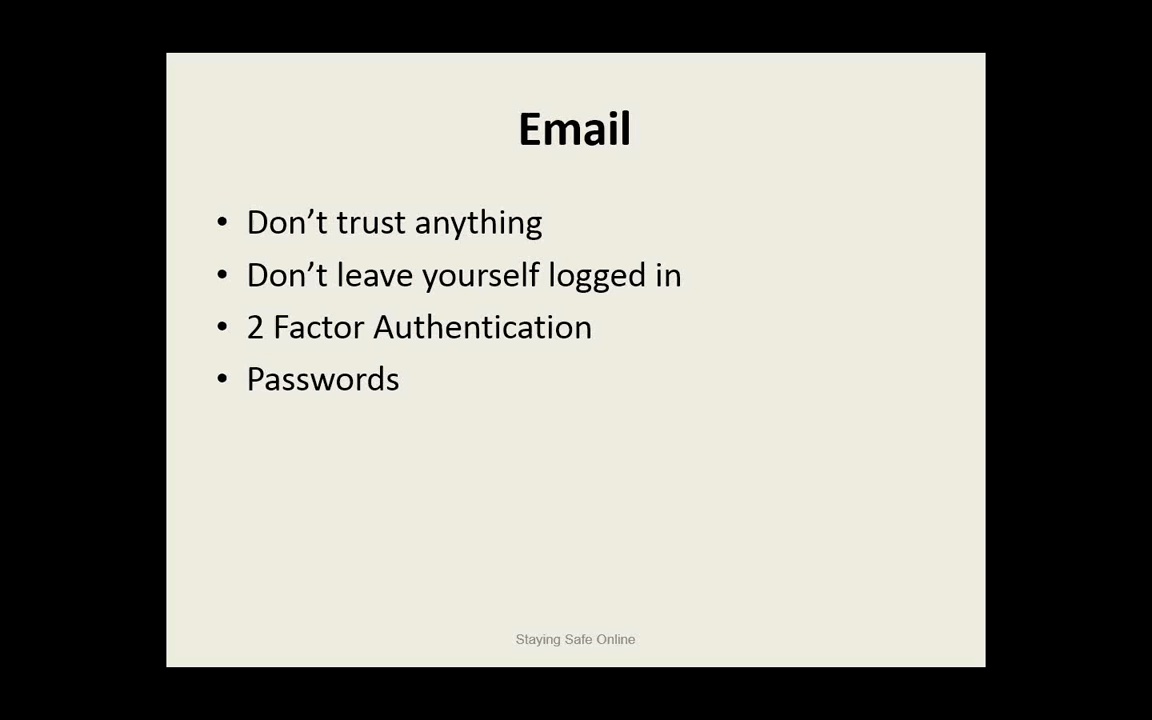 Email
• Don’t trust anything
• Don’t leave yourself logged in
• 2 Factor Authentication
• Passwords
Staying Safe Online